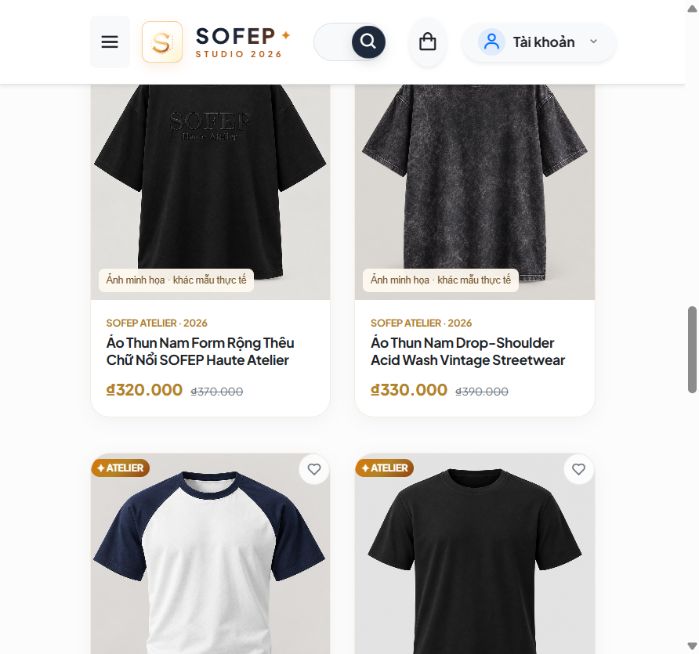 SOFEP
STUDIO 2026
Tài khoản
SOFEP
Haute Atelier
Ảnh minh họa · khác mẫu thực tế
Ảnh minh họa · khác mẫu thực tế
SOFEP ATELIER · 2026
Áo Thun Nam Form Rộng Thêu
Chữ Nổi SOFEP Haute Atelier
₫320.000 ₫370.000
SOFEP ATELIER · 2026
Áo Thun Nam Drop-Shoulder
Acid Wash Vintage Streetwear
₫330.000 ₫390.000
ATELIER
ATELIER